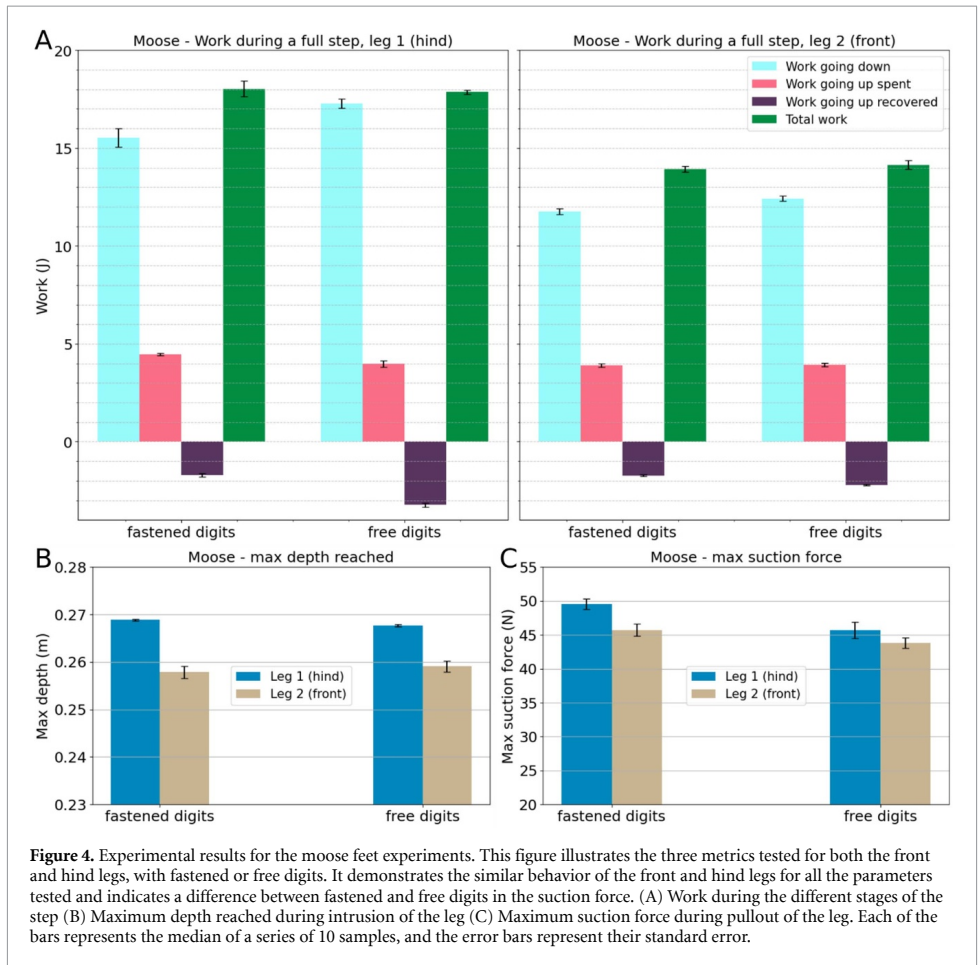 A
Moose - Work during a full step, leg 1 (hind)
Moose - Work during a full step, leg 2 (front)
Work (J)
20
15
10
5
0
Work going down
Work going up spent
Work going up recovered
Total work
fastened digits
free digits
fastened digits
free digits
B
Moose - max depth reached
Max depth (m)
0.28
0.27
0.26
0.25
0.24
0.23
Leg 1 (hind)
Leg 2 (front)
fastened digits
free digits
C
Moose - max suction force
Max suction force (N)
55
50
45
40
35
30
25
20
Leg 1 (hind)
Leg 2 (front)
fastened digits
free digits
Figure 4. Experimental results for the moose feet experiments. This figure illustrates the three metrics tested for both the front
and hind legs, with fastened or free digits. It demonstrates the similar behavior of the front and hind legs for all the parameters
tested and indicates a difference between fastened and free digits in the suction force. (A) Work during the different stages of the
step (B) Maximum depth reached during intrusion of the leg (C) Maximum suction force during pullout of the leg. Each of the
bars represents the median of a series of 10 samples, and the error bars represent their standard error.